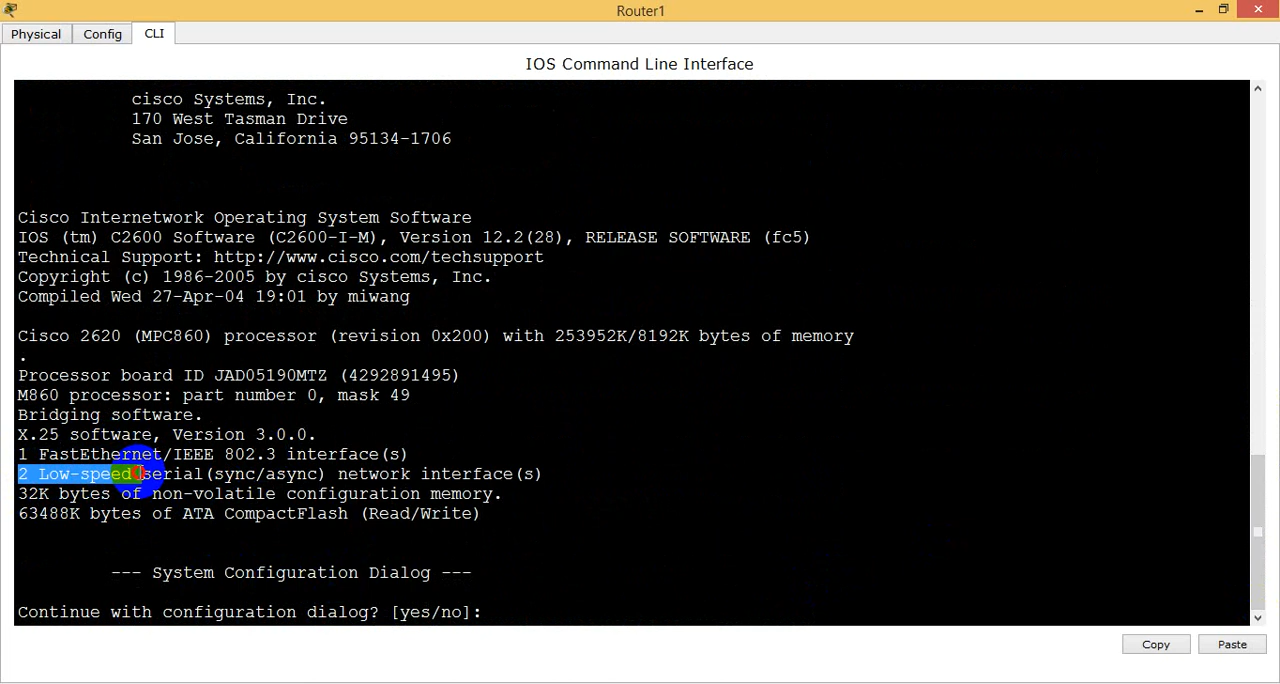 Router1
Physical
Config
CLI
IOS Command Line Interface
cisco Systems, Inc.
170 West Tasman Drive
San Jose, California 95134-1706
Cisco Internetwork Operating System Software
IOS (tm) C2600 Software (C2600-I-M), Version 12.2(28), RELEASE SOFTWARE (fc5)
Technical Support: http://www.cisco.com/techsupport
Copyright (c) 1986-2005 by cisco Systems, Inc.
Compiled Wed 27-Apr-04 19:01 by miwang
Cisco 2620 (MPC860) processor (revision 0x200) with 253952K/8192K bytes of memory
.
Processor board ID JAD05190MTZ (4292891495)
M860 processor: part number 0, mask 49
Bridging software.
X.25 software, Version 3.0.0.
1 FastEthernet/IEEE 802.3 interface(s)
2 Low-speed serial(sync/async) network interface(s)
32K bytes of non-volatile configuration memory.
63488K bytes of ATA CompactFlash (Read/Write)
--- System Configuration Dialog ---
Continue with configuration dialog? [yes/no]:
Copy
Paste